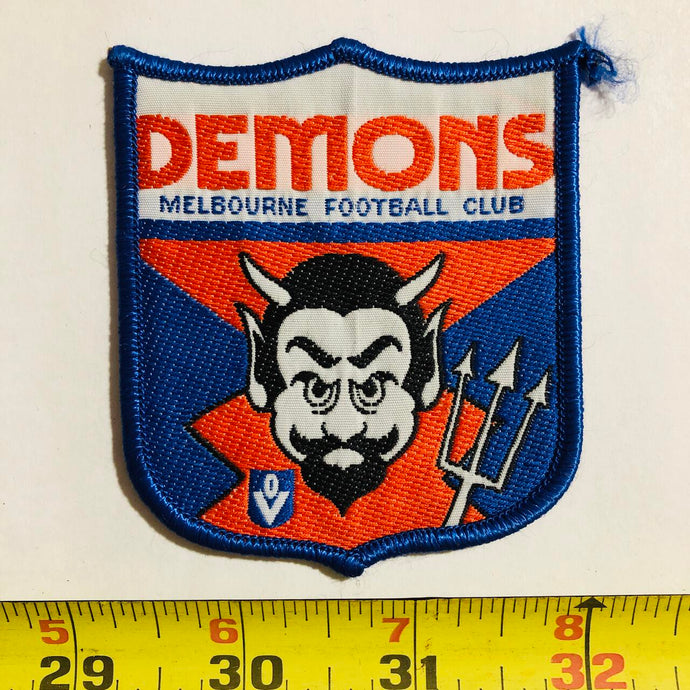 DEMONS
MELBOURNE FOOTBALL CLUB
V
5 6 7 8
29 30 31 32